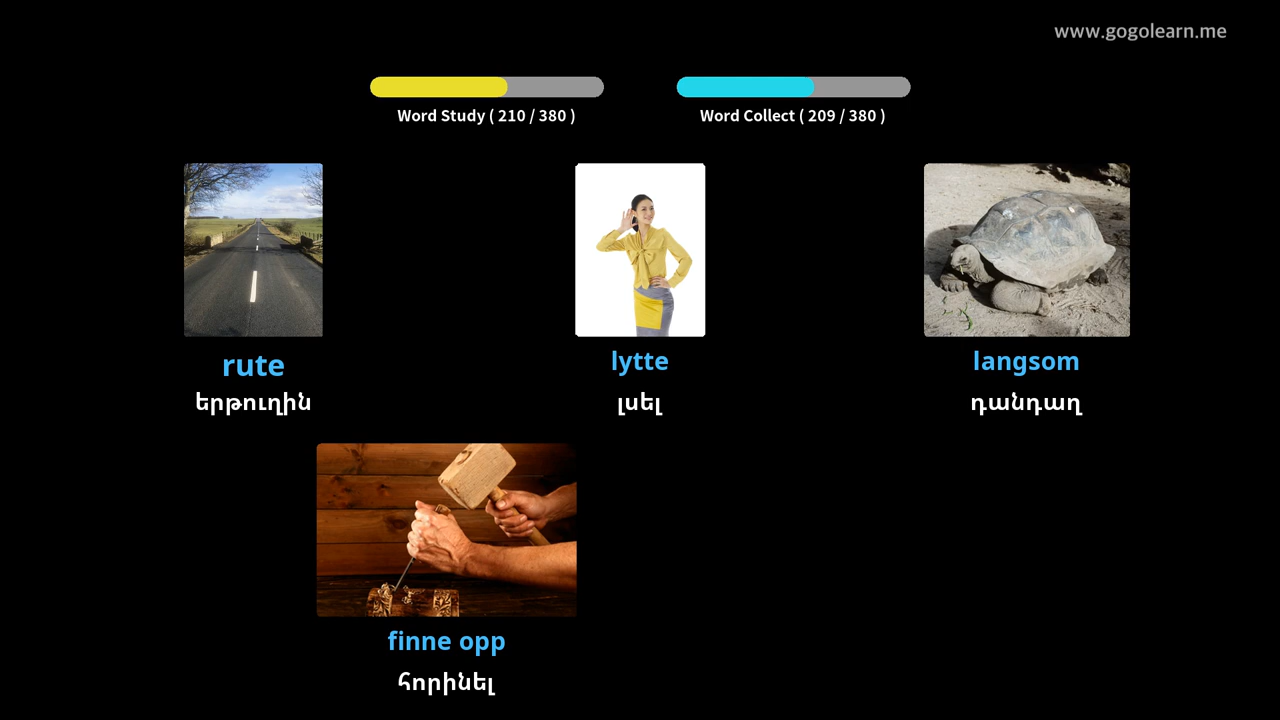 www.gogolearn.me
Word Study ( 210 / 380 )
Word Collect ( 209 / 380 )
rute
երթուղին
lytte
լսել
langsom
դանդաղ
finne opp
հորինել